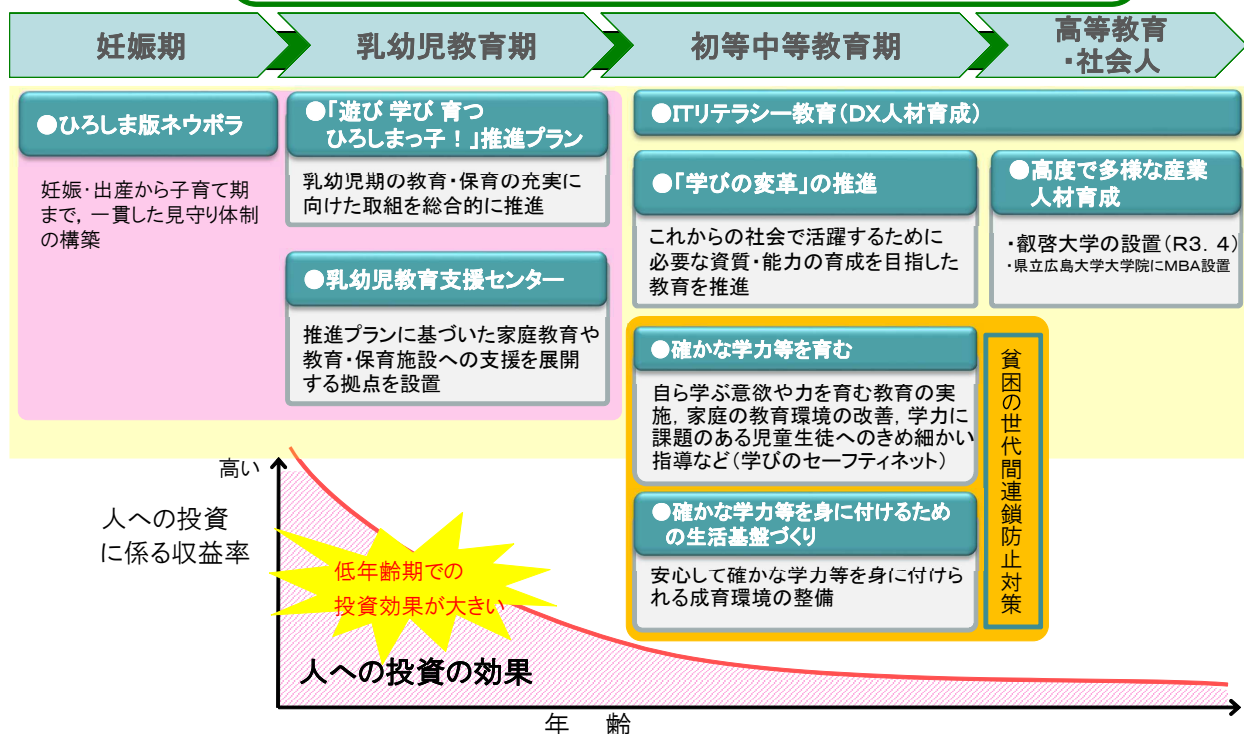 妊娠期
乳幼児教育期
初等中等教育期
高等教育
・社会人
●ひろしま版ネウボラ
妊娠・出産から子育て期
まで，一貫した見守り体制
の構築
●「遊び 学び 育つ
ひろしまっ子！」推進プラン
乳幼児期の教育・保育の充実に
向けた取組を総合的に推進
●乳幼児教育支援センター
推進プランに基づいた家庭教育や
教育・保育施設への支援を展開
する拠点を設置
●ITリテラシー教育（DX人材育成）
●「学びの変革」の推進
これからの社会で活躍するために
必要な資質・能力の育成を目指した
教育を推進
●高度で多様な産業
人材育成
・叡啓大学の設置（R3．4）
・県立広島大学大学院にMBA設置
●確かな学力等を育む
自ら学ぶ意欲や力を育む教育の実
施，家庭の教育環境の改善，学力に
課題のある児童生徒へのきめ細かい
指導など（学びのセーフティネット）
●確かな学力等を身に付けるため
の生活基盤づくり
安心して確かな学力等を身に付けら
れる成育環境の整備
貧困の世代間連鎖防止対策
高い
人への投資
に係る収益率
低年齢期での
投資効果が大きい
人への投資の効果
年　齢